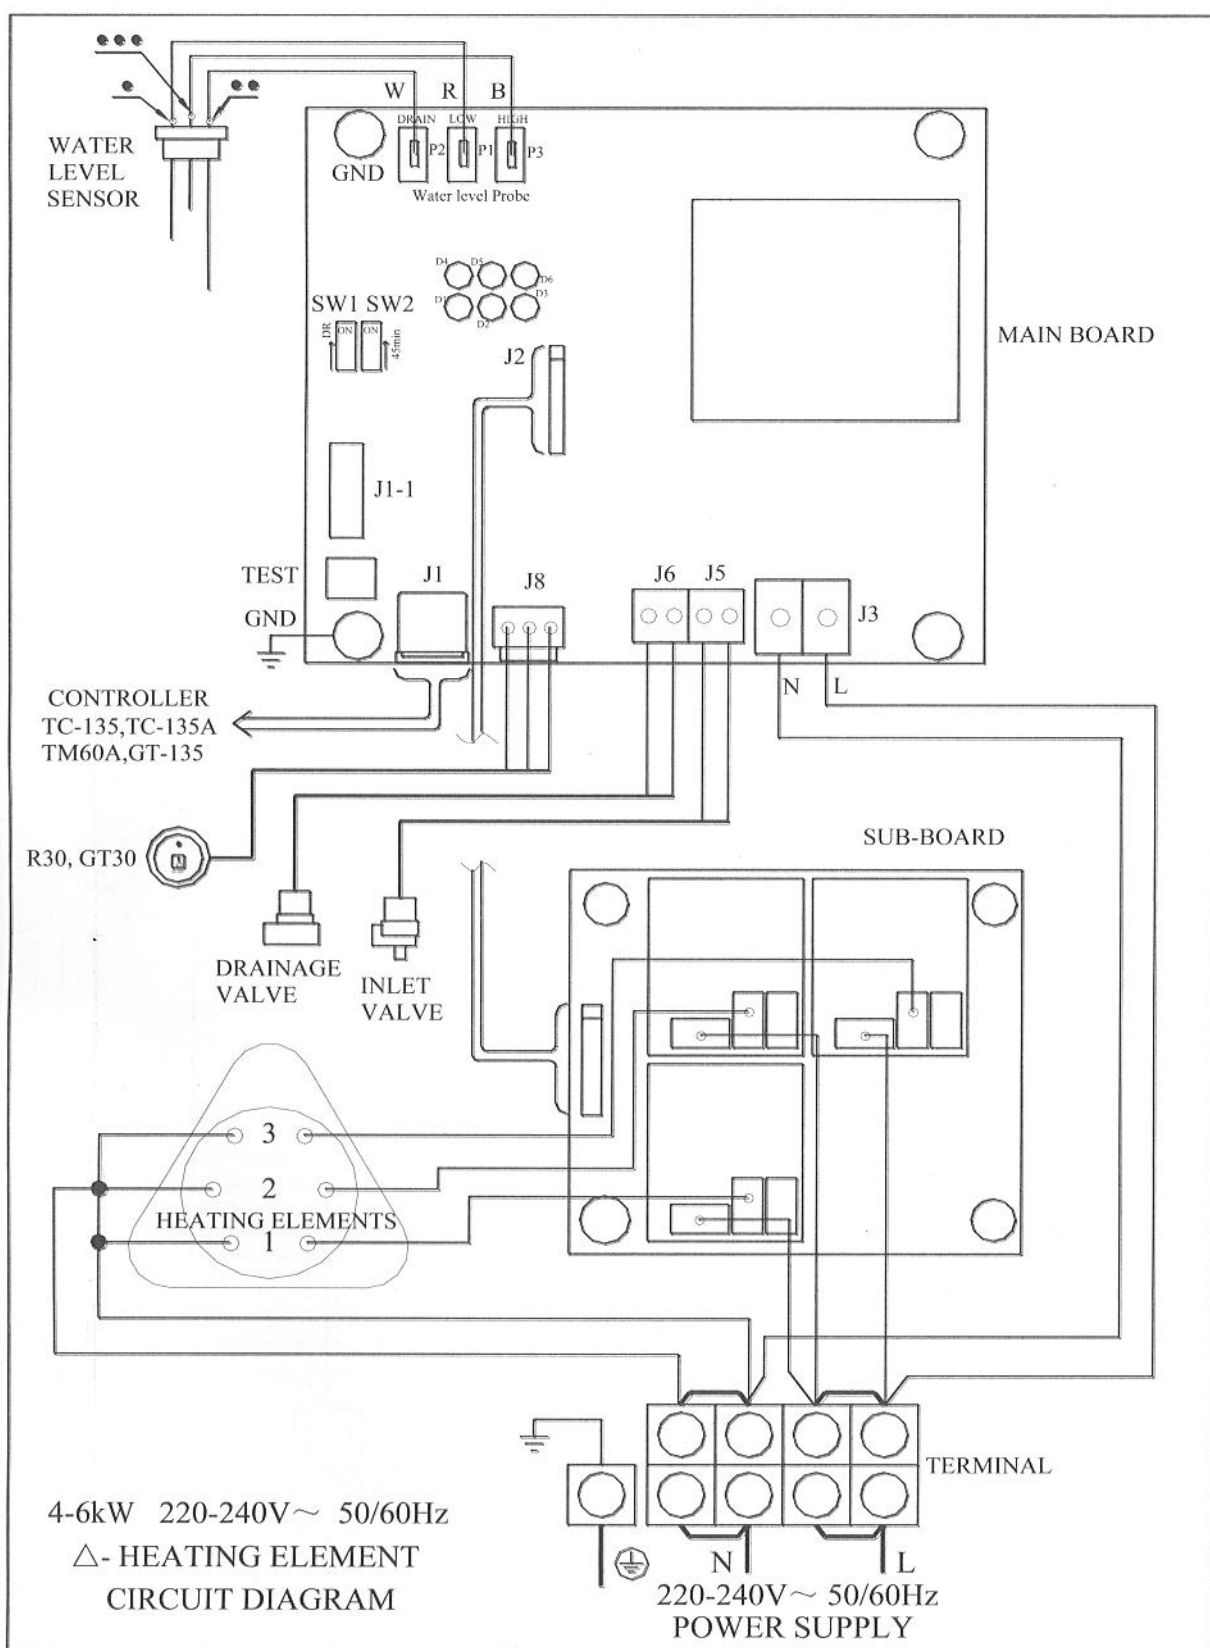 W R B
DRAIN LOW HIGH
P2 P1 P3
Water level Probe
WATER
LEVEL
SENSOR
GND
D4 D5 D6
D1 D2 D3
SW1 SW2
DR ON ON 45min
MAIN BOARD
J2
J1-1
TEST
J1 J8 J6 J5 J3
GND
N L
CONTROLLER
TC-135,TC-135A
TM60A,GT-135
R30, GT30
SUB-BOARD
DRAINAGE
VALVE
INLET
VALVE
3
2
HEATING ELEMENTS
1
TERMINAL
4-6kW 220-240V～ 50/60Hz
△- HEATING ELEMENT
CIRCUIT DIAGRAM
N L
220-240V～ 50/60Hz
POWER SUPPLY